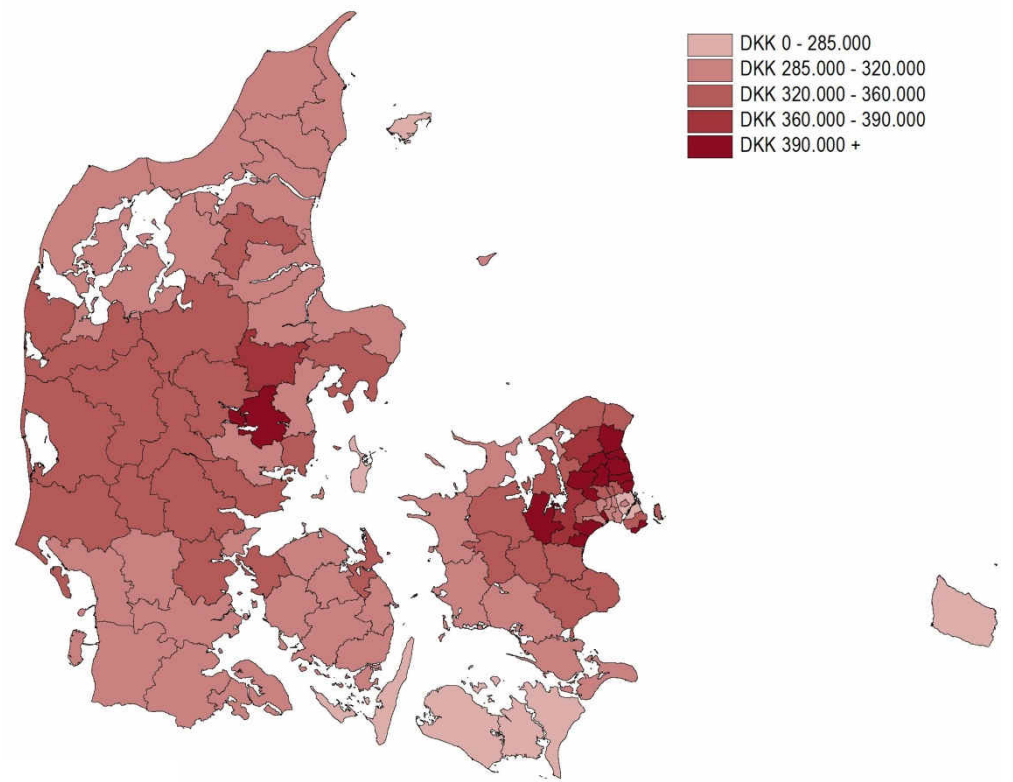 DKK 0 - 285.000
DKK 285.000 - 320.000
DKK 320.000 - 360.000
DKK 360.000 - 390.000
DKK 390.000 +